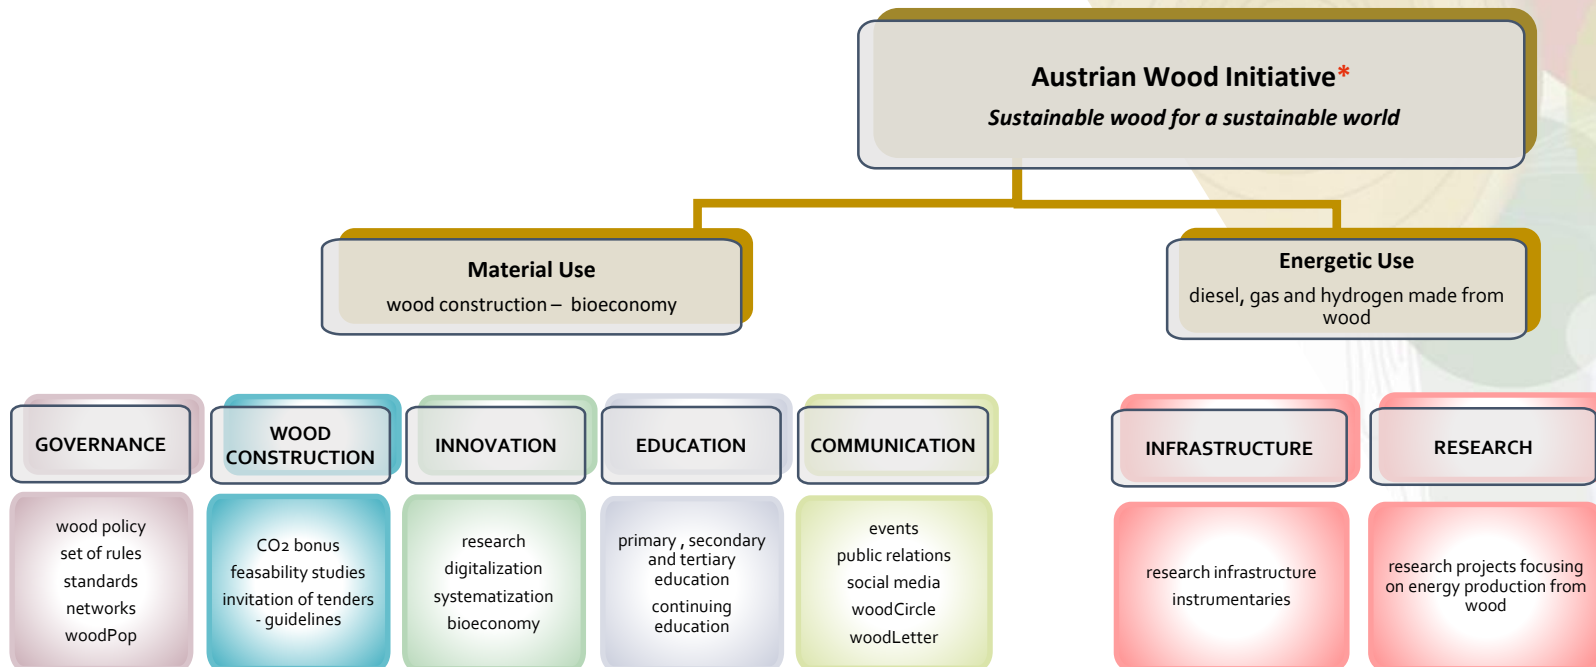 Austrian Wood Initiative*
Sustainable wood for a sustainable world
Material Use
wood construction – bioeconomy
Energetic Use
diesel, gas and hydrogen made from
wood
GOVERNANCE
wood policy
set of rules
standards
networks
woodPop
WOOD
CONSTRUCTION
CO2 bonus
feasability studies
invitation of tenders
- guidelines
INNOVATION
research
digitalization
systematization
bioeconomy
EDUCATION
primary , secondary
and tertiary
education
continuing
education
COMMUNICATION
events
public relations
social media
woodCircle
woodLetter
INFRASTRUCTURE
research infrastructure
instrumentaries
RESEARCH
research projects focusing
on energy production from
wood